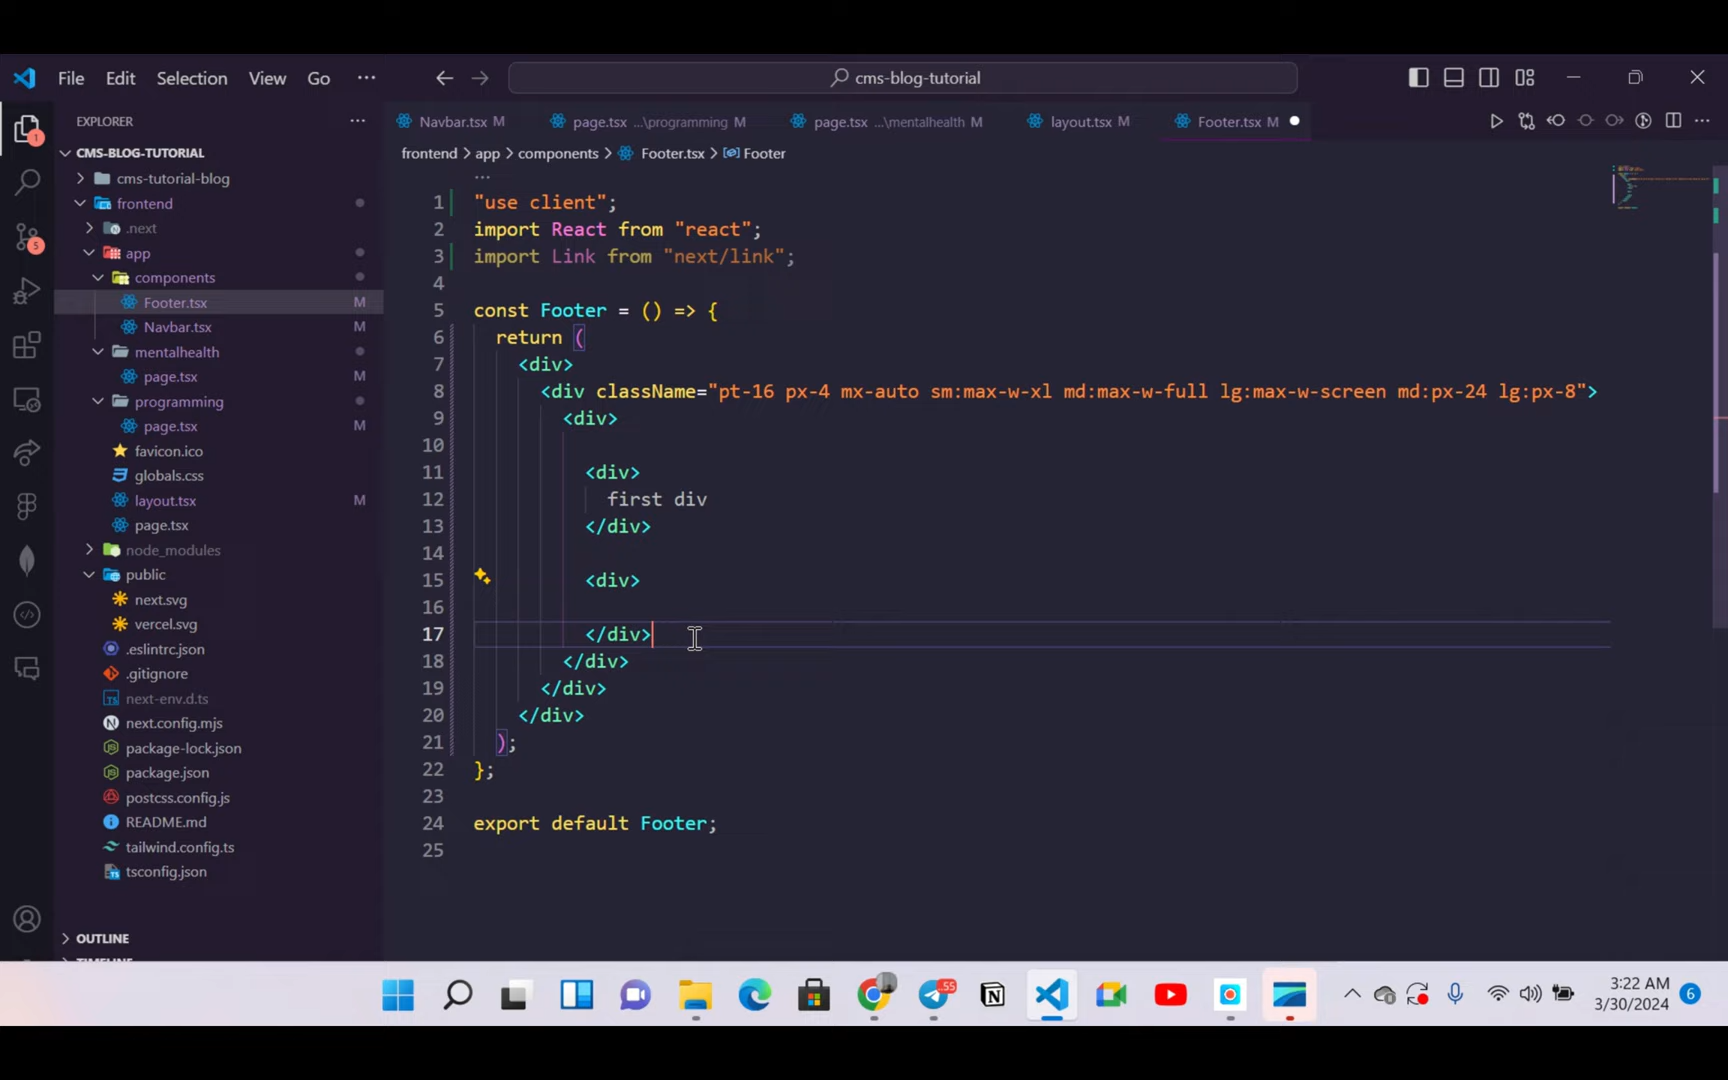 File Edit Selection View Go ··· cms-blog-tutorial
EXPLORER ···
CMS-BLOG-TUTORIAL
cms-tutorial-blog
frontend
.next
app
components
Footer.tsx M
Navbar.tsx M
mentalhealth
page.tsx M
programming
page.tsx M
favicon.ico
globals.css
layout.tsx M
page.tsx
node_modules
public
next.svg
vercel.svg
.eslintrc.json
.gitignore
next-env.d.ts
next.config.mjs
package-lock.json
package.json
postcss.config.js
README.md
tailwind.config.ts
tsconfig.json
OUTLINE
TIMELINE
1
5
Navbar.tsx M page.tsx ...\programming M page.tsx ...\mentalhealth M layout.tsx M Footer.tsx M
frontend > app > components > Footer.tsx > Footer
...
1 "use client";
2 import React from "react";
3 import Link from "next/link";
4
5 const Footer = () => {
6 return (
7 <div>
8 <div className="pt-16 px-4 mx-auto sm:max-w-xl md:max-w-full lg:max-w-screen md:px-24 lg:px-8">
9 <div>
10
11 <div>
12 first div
13 </div>
14
15 <div>
16
17 </div>
18 </div>
19 </div>
20 </div>
21 );
22 };
23
24 export default Footer;
25
55
3:22 AM
3/30/2024
6